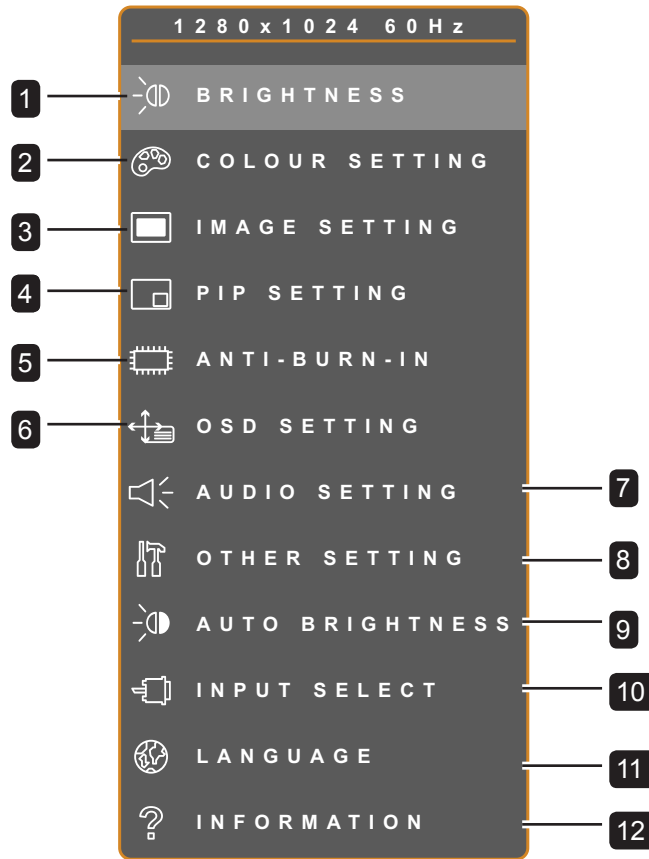 1280x1024 60Hz
1 BRIGHTNESS
2 COLOUR SETTING
3 IMAGE SETTING
4 PIP SETTING
5 ANTI-BURN-IN
6 OSD SETTING
AUDIO SETTING 7
OTHER SETTING 8
AUTO BRIGHTNESS 9
INPUT SELECT 10
LANGUAGE 11
INFORMATION 12